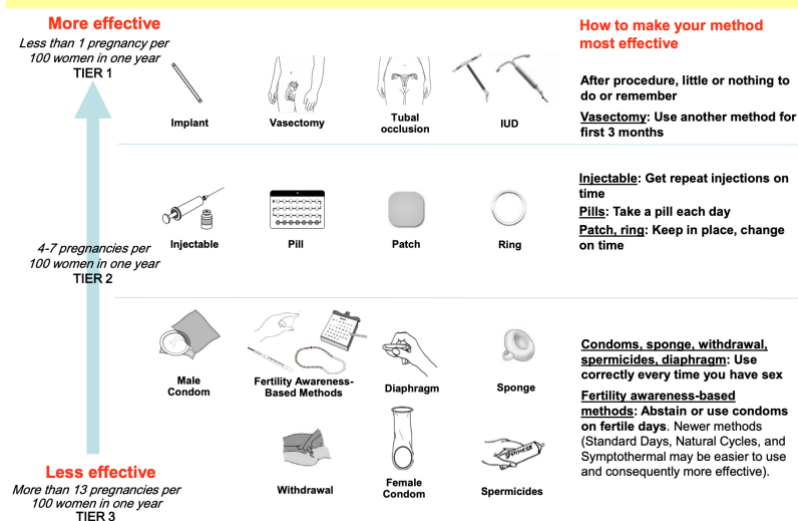 More effective
Less than 1 pregnancy per
100 women in one year
TIER 1
Implant
Vasectomy
Tubal
occlusion
IUD
How to make your method
most effective
After procedure, little or nothing to
do or remember
Vasectomy: Use another method for
first 3 months
4-7 pregnancies per
100 women in one year
TIER 2
Injectable
Pill
Patch
Ring
Injectable: Get repeat injections on
time
Pills: Take a pill each day
Patch, ring: Keep in place, change
on time
Male
Condom
Fertility Awareness-
Based Methods
Diaphragm
Sponge
Withdrawal
Female
Condom
Spermicides
Condoms, sponge, withdrawal,
spermicides, diaphragm: Use
correctly every time you have sex
Fertility awareness-based
methods: Abstain or use condoms
on fertile days. Newer methods
(Standard Days, Natural Cycles, and
Symptothermal may be easier to use
and consequently more effective).
Less effective
More than 13 pregnancies per
100 women in one year
TIER 3